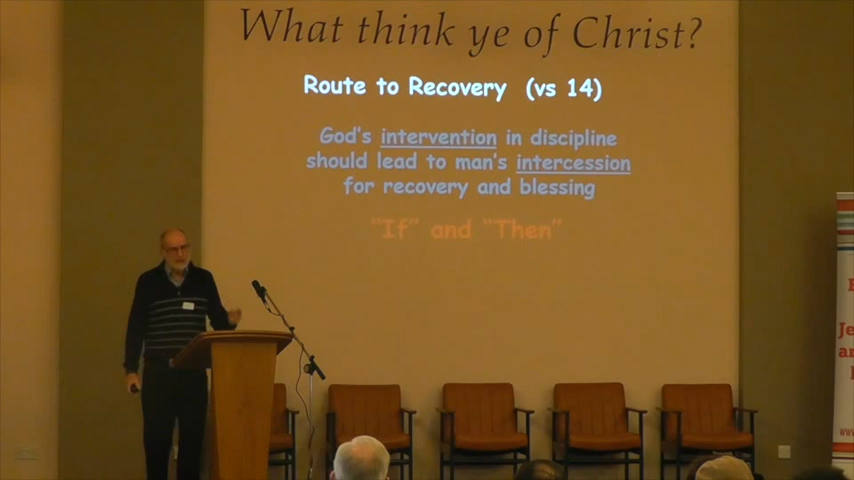 What think ye of Christ?
Route to Recovery (vs 14)
God's intervention in discipline
should lead to man's intercession
for recovery and blessing
"If" and "Then"
Je